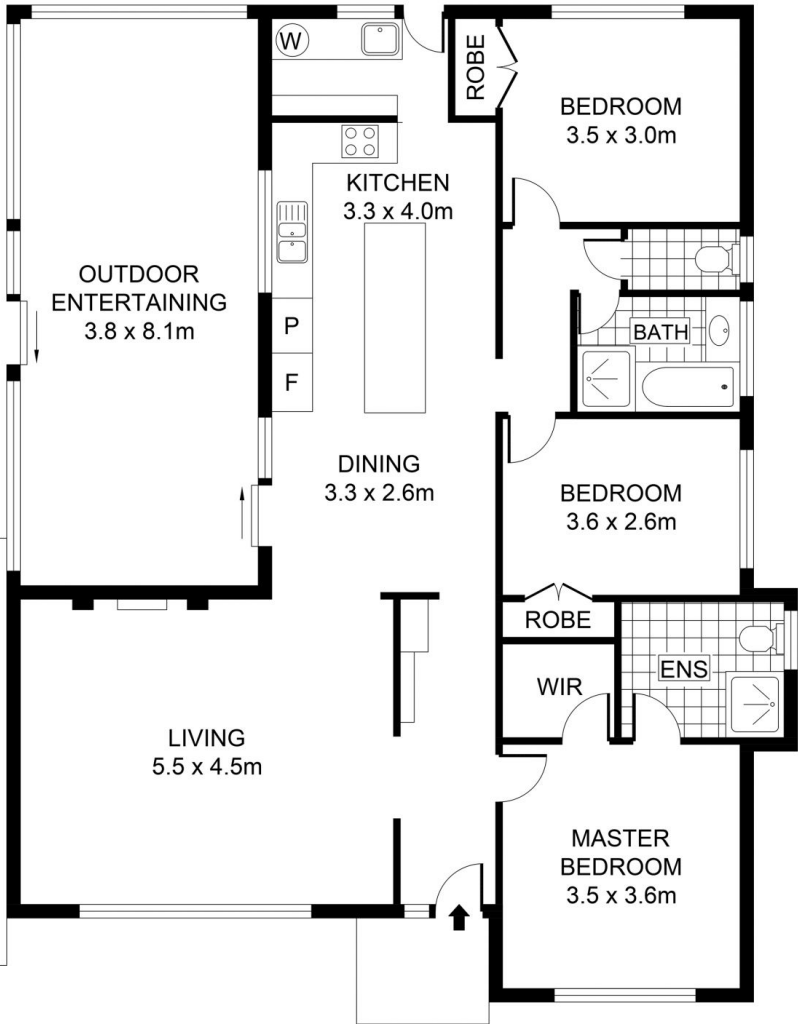 W
ROBE
BEDROOM
3.5 x 3.0m
KITCHEN
3.3 x 4.0m
OUTDOOR
ENTERTAINING
3.8 x 8.1m
P
F
BATH
DINING
3.3 x 2.6m
BEDROOM
3.6 x 2.6m
ROBE
WIR
ENS
LIVING
5.5 x 4.5m
MASTER
BEDROOM
3.5 x 3.6m